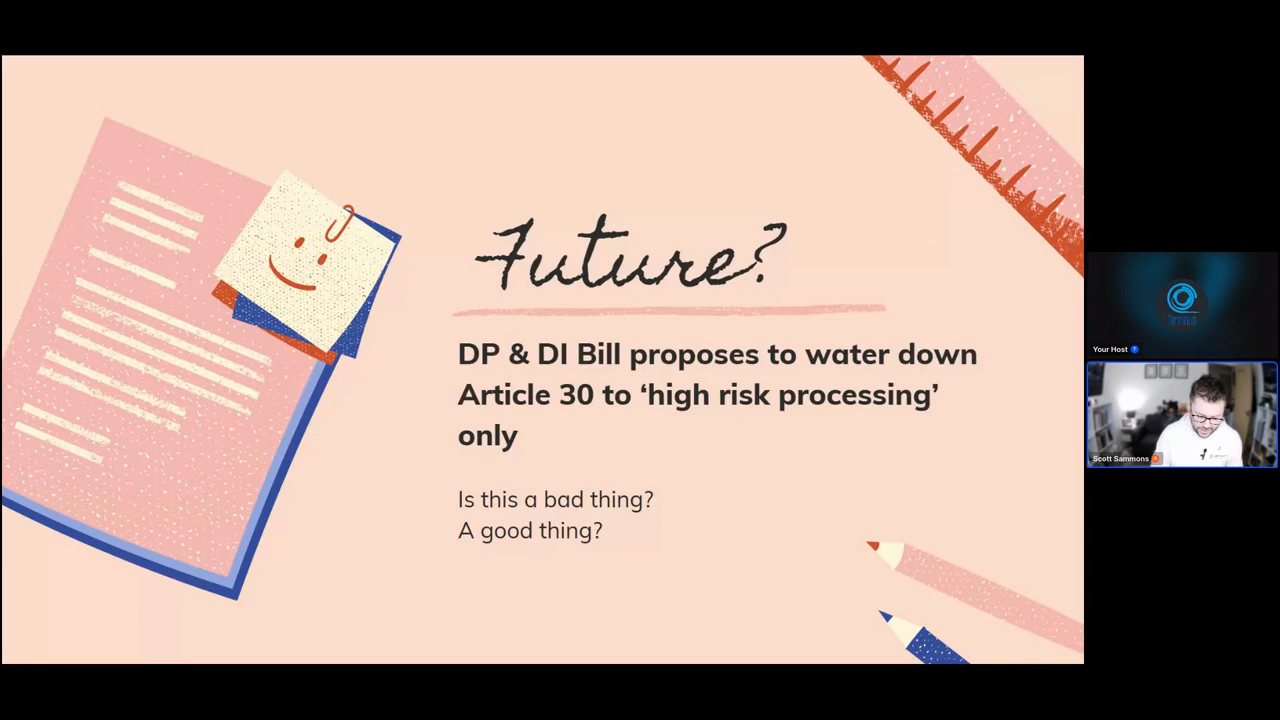 Future?
DP & DI Bill proposes to water down
Article 30 to ‘high risk processing’
only
Is this a bad thing?
A good thing?
Your Host
Scott Sammons